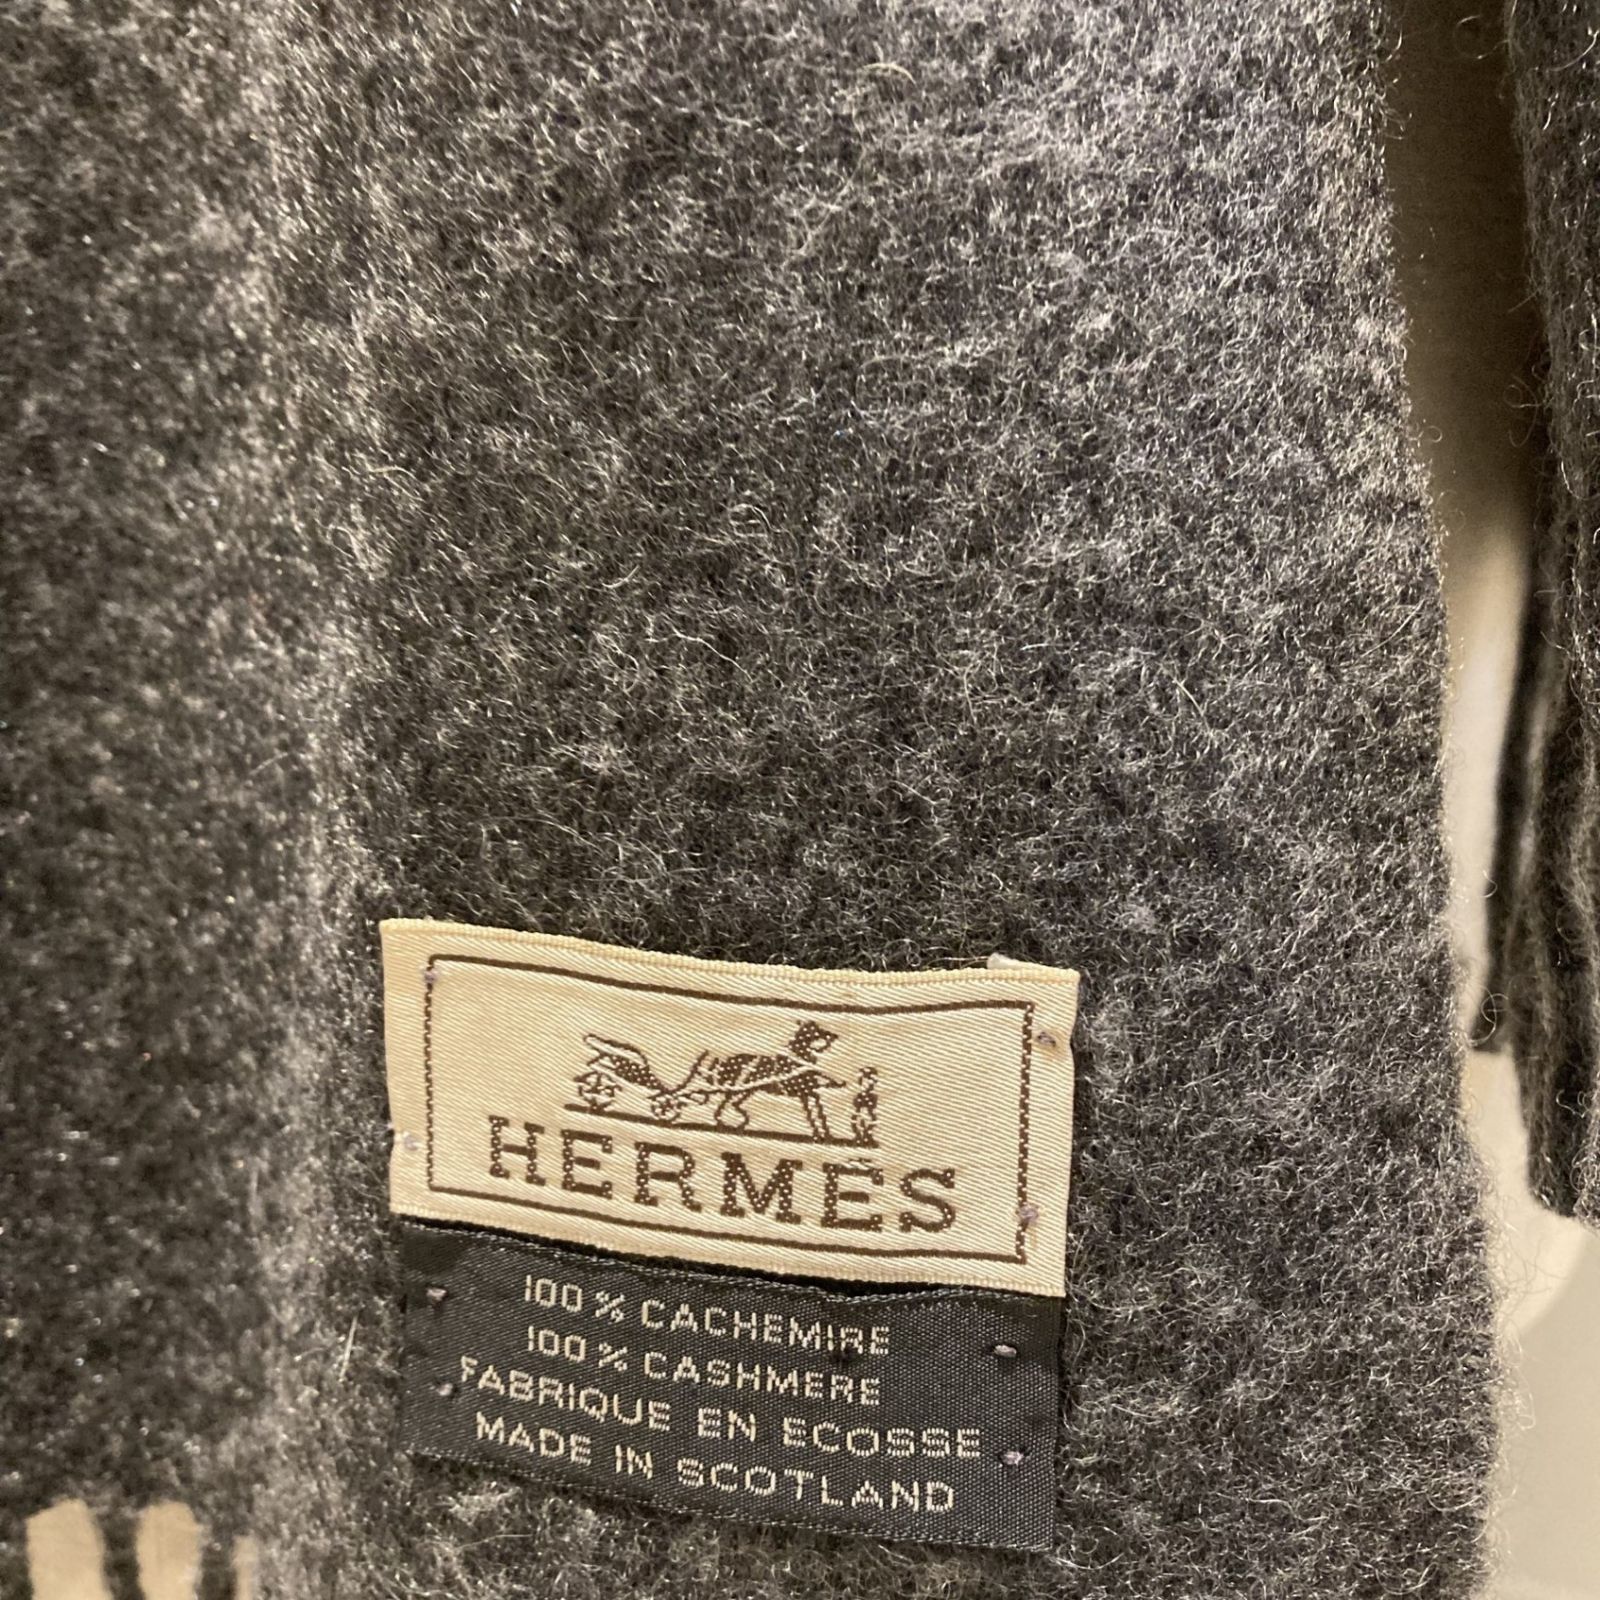 HERMÈS
100 % CACHEMIRE
100 % CASHMERE
FABRIQUE EN ECOSSE
MADE IN SCOTLAND